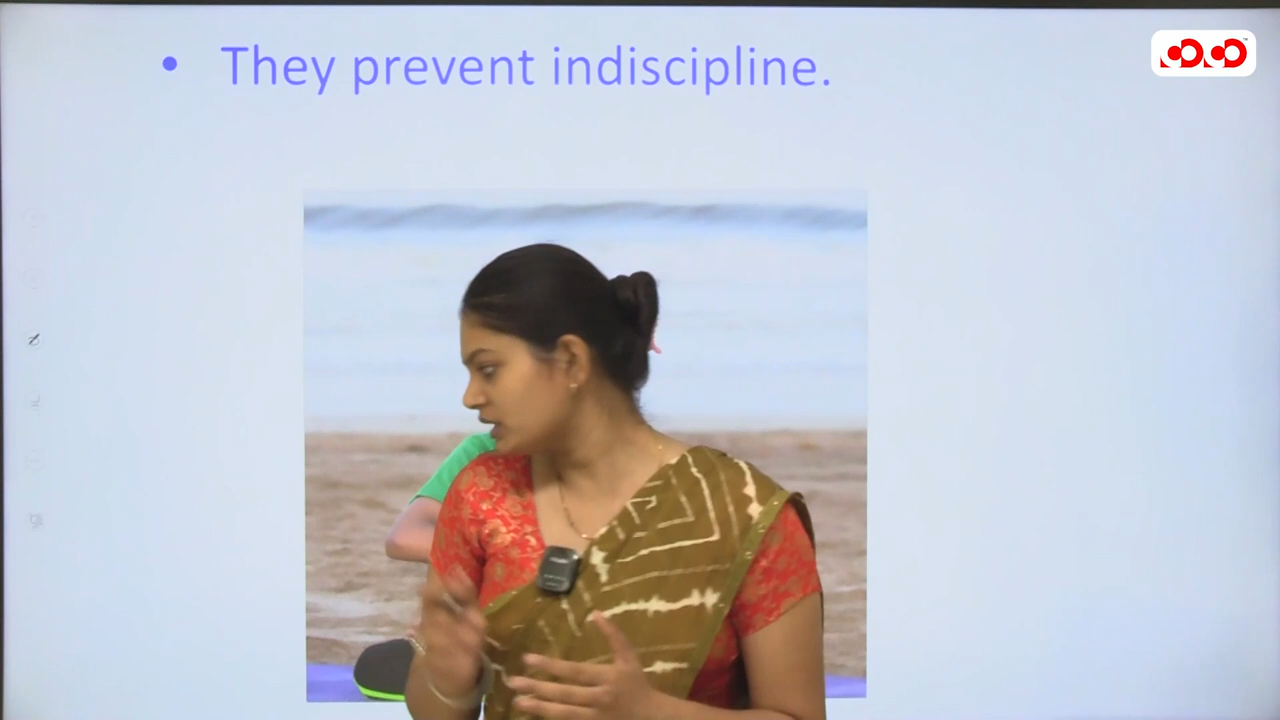 • They prevent indiscipline.